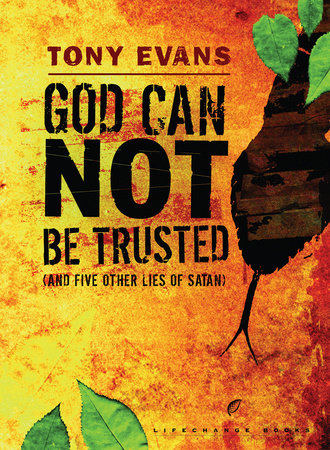 TONY EVANS
GOD CAN
NOT
BE TRUSTED
(AND FIVE OTHER LIES OF SATAN)
LIFECHANGE BOOKS